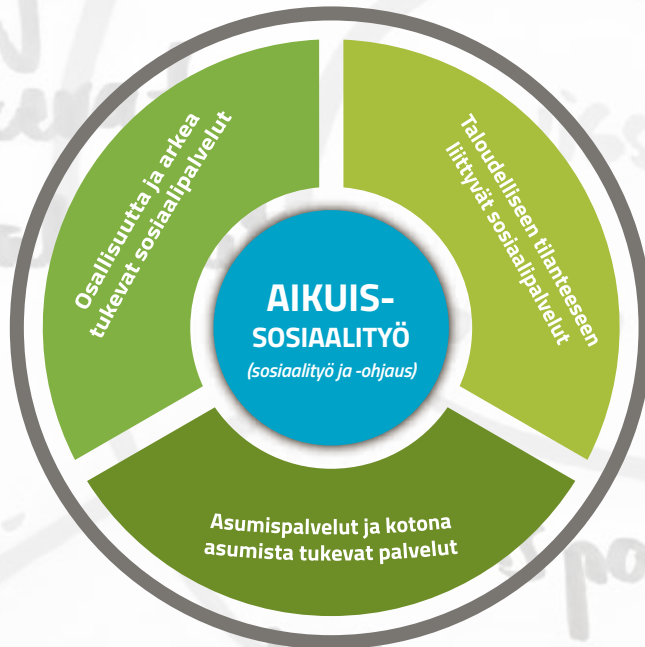 Osallisuutta ja arkea
tukevat sosiaalipalvelut
Taloudelliseen tilanteeseen
liittyvät sosiaalipalvelut
AIKUIS-
SOSIAALITYÖ
(sosiaalityö ja -ohjaus)
Asumispalvelut ja kotona
asumista tukevat palvelut